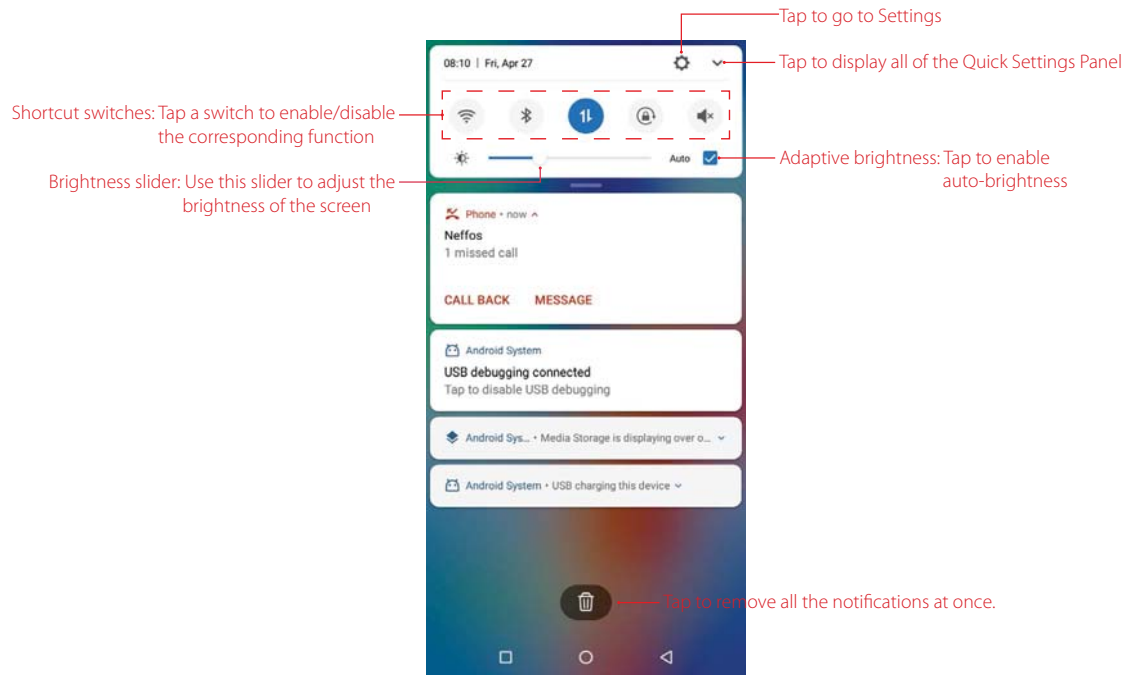 Tap to go to Settings
08:10 | Fri, Apr 27
Tap to display all of the Quick Settings Panel
Shortcut switches: Tap a switch to enable/disable
the corresponding function
Auto
Adaptive brightness: Tap to enable
auto-brightness
Brightness slider: Use this slider to adjust the
brightness of the screen
Phone • now
Neffos
1 missed call
CALL BACK MESSAGE
Android System
USB debugging connected
Tap to disable USB debugging
Android Sys... • Media Storage is displaying over o...
Android System • USB charging this device
Tap to remove all the notifications at once.